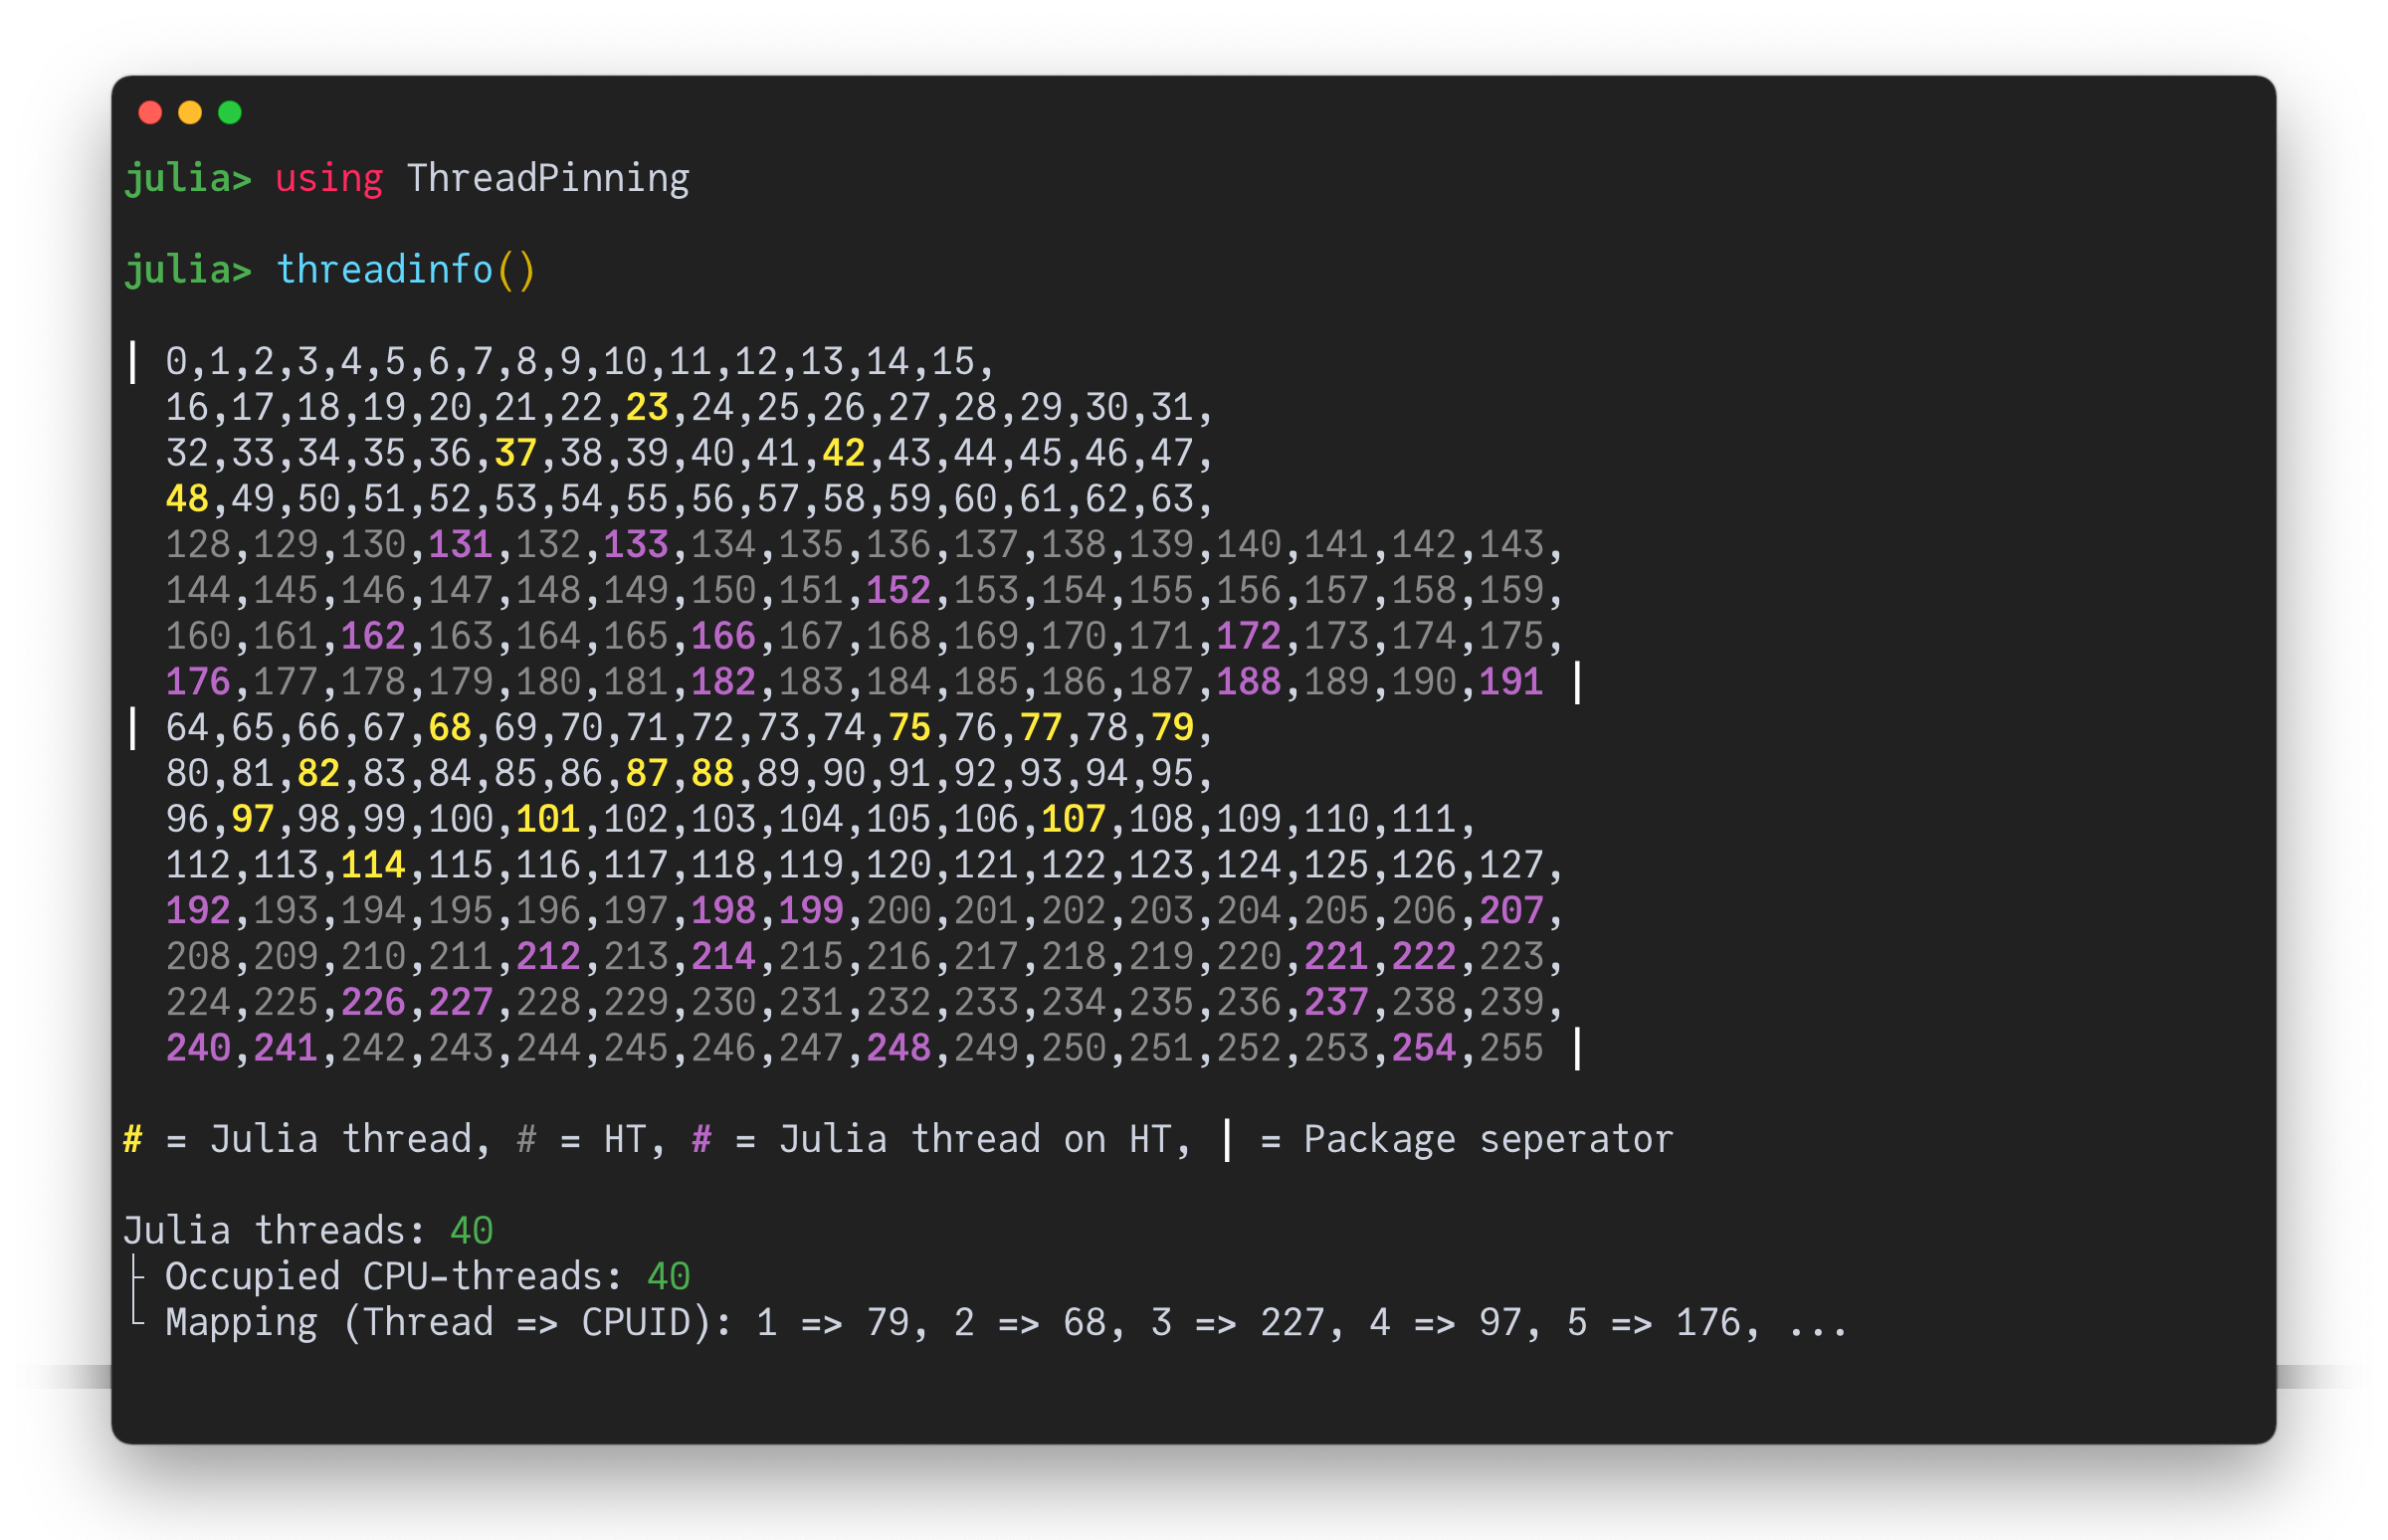 julia> using ThreadPinning
julia> threadinfo()
| 0,1,2,3,4,5,6,7,8,9,10,11,12,13,14,15,
16,17,18,19,20,21,22,23,24,25,26,27,28,29,30,31,
32,33,34,35,36,37,38,39,40,41,42,43,44,45,46,47,
48,49,50,51,52,53,54,55,56,57,58,59,60,61,62,63,
128,129,130,131,132,133,134,135,136,137,138,139,140,141,142,143,
144,145,146,147,148,149,150,151,152,153,154,155,156,157,158,159,
160,161,162,163,164,165,166,167,168,169,170,171,172,173,174,175,
176,177,178,179,180,181,182,183,184,185,186,187,188,189,190,191 |
| 64,65,66,67,68,69,70,71,72,73,74,75,76,77,78,79,
80,81,82,83,84,85,86,87,88,89,90,91,92,93,94,95,
96,97,98,99,100,101,102,103,104,105,106,107,108,109,110,111,
112,113,114,115,116,117,118,119,120,121,122,123,124,125,126,127,
192,193,194,195,196,197,198,199,200,201,202,203,204,205,206,207,
208,209,210,211,212,213,214,215,216,217,218,219,220,221,222,223,
224,225,226,227,228,229,230,231,232,233,234,235,236,237,238,239,
240,241,242,243,244,245,246,247,248,249,250,251,252,253,254,255 |
# = Julia thread, # = HT, # = Julia thread on HT, | = Package seperator
Julia threads: 40
├ Occupied CPU-threads: 40
└ Mapping (Thread => CPUID): 1 => 79, 2 => 68, 3 => 227, 4 => 97, 5 => 176, ...